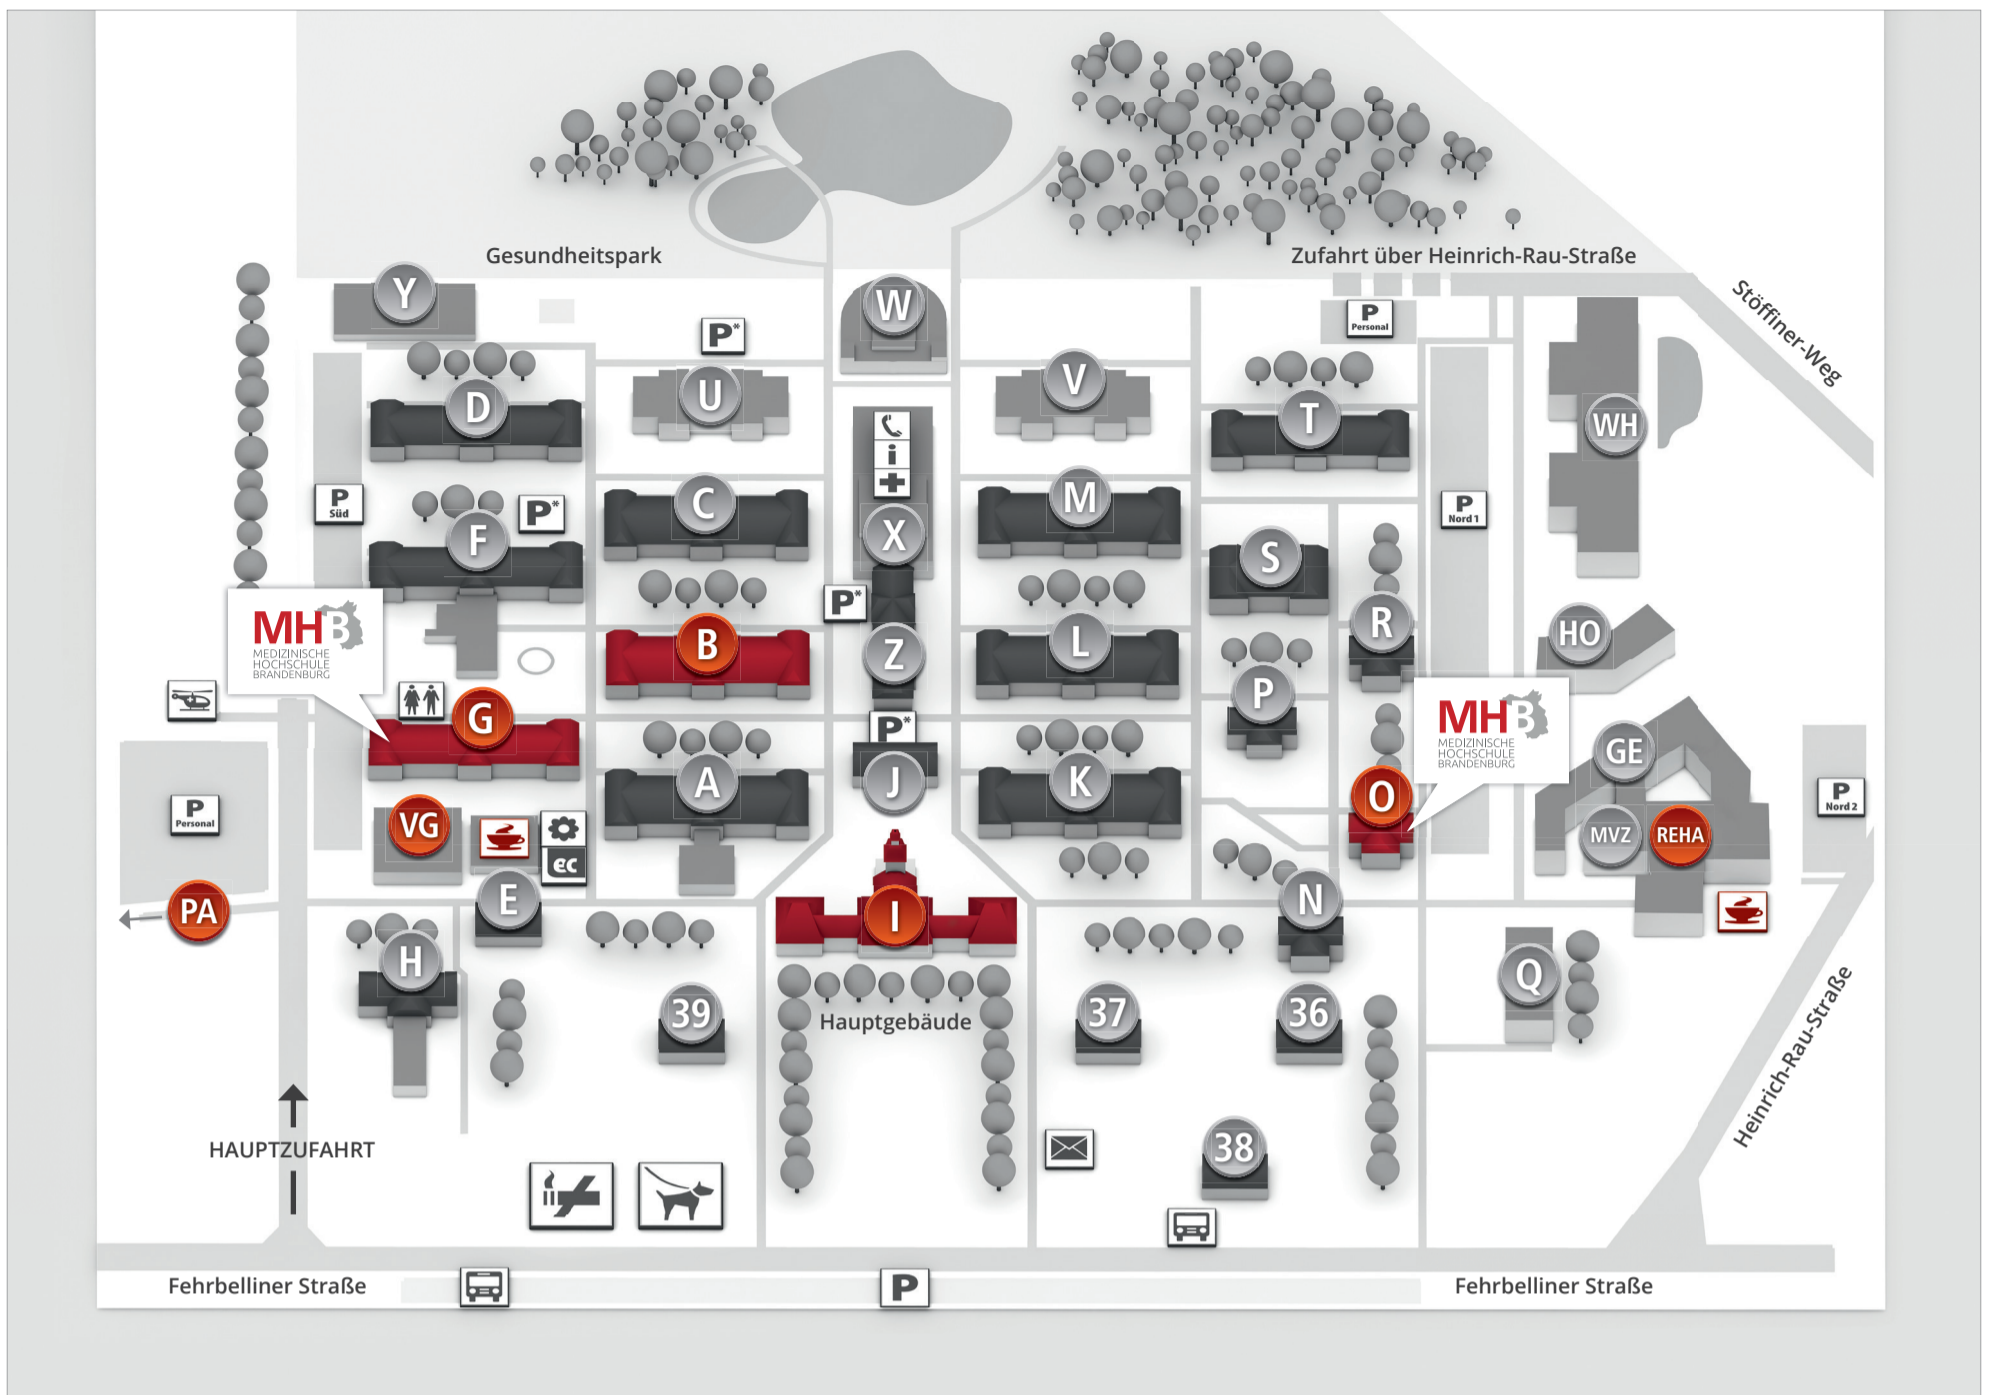 Gesundheitspark
Zufahrt über Heinrich-Rau-Straße
Stöffiner-Weg
Y
W
P
Personal
P*
D
U
V
T
WH
i
P
Süd
F
P*
C
X
M
P
Nord 1
S
P*
B
Z
L
R
HO
MHB
MEDIZINISCHE
HOCHSCHULE
BRANDENBURG
P
G
P*
MHB
MEDIZINISCHE
HOCHSCHULE
BRANDENBURG
GE
A
J
K
O
P
Nord 2
P
Personal
VG
ec
MVZ
REHA
PA
E
I
N
H
Q
39
Hauptgebäude
37
36
Heinrich-Rau-Straße
HAUPTZUFAHRT
38
Fehrbelliner Straße
P
Fehrbelliner Straße